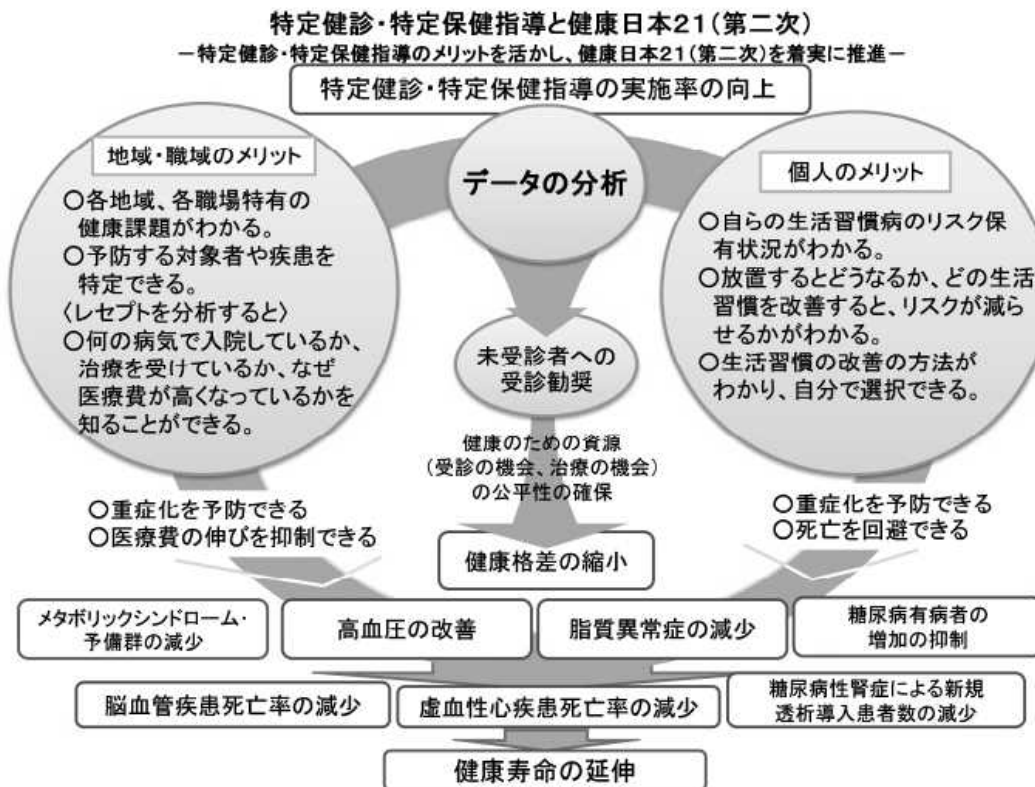 特定健診・特定保健指導と健康日本21(第二次)
－特定健診・特定保健指導のメリットを活かし、健康日本21(第二次)を着実に推進－
特定健診・特定保健指導の実施率の向上
地域・職域のメリット
○各地域、各職場特有の
健康課題がわかる。
○予防する対象者や疾患を
特定できる。
〈レセプトを分析すると〉
○何の病気で入院しているか、
治療を受けているか、なぜ
医療費が高くなっているかを
知ることができる。
データの分析
未受診者への
受診勧奨
健康のための資源
(受診の機会、治療の機会)
の公平性の確保
個人のメリット
○自らの生活習慣病のリスク保
有状況がわかる。
○放置するとどうなるか、どの生活
習慣を改善すると、リスクが減ら
せるかがわかる。
○生活習慣の改善の方法が
わかり、自分で選択できる。
○重症化を予防できる
○医療費の伸びを抑制できる
健康格差の縮小
○重症化を予防できる
○死亡を回避できる
メタボリックシンドローム・
予備群の減少
高血圧の改善
脂質異常症の減少
糖尿病有病者の
増加の抑制
脳血管疾患死亡率の減少
虚血性心疾患死亡率の減少
糖尿病性腎症による新規
透析導入患者数の減少
健康寿命の延伸